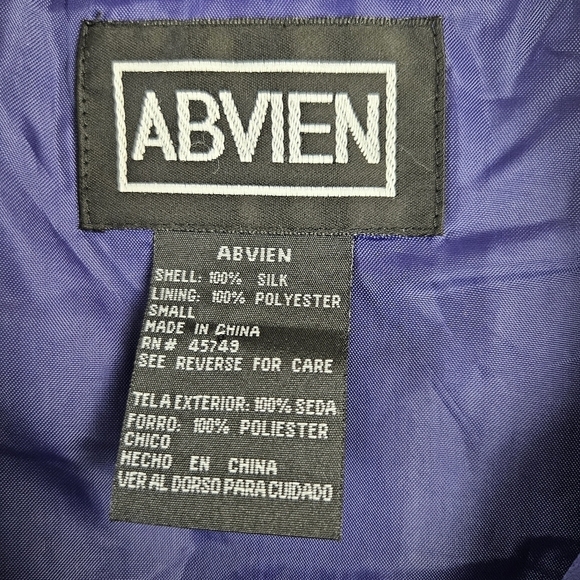 ABVIEN
ABVIEN
SHELL: 100% SILK
LINING: 100% POLYESTER
SMALL
MADE IN CHINA
RN# 45749
SEE REVERSE FOR CARE
TELA EXTERIOR: 100% SEDA
FORRO: 100% POLIESTER
CHICO
HECHO EN CHINA
VER AL DORSO PARA CUIDADO